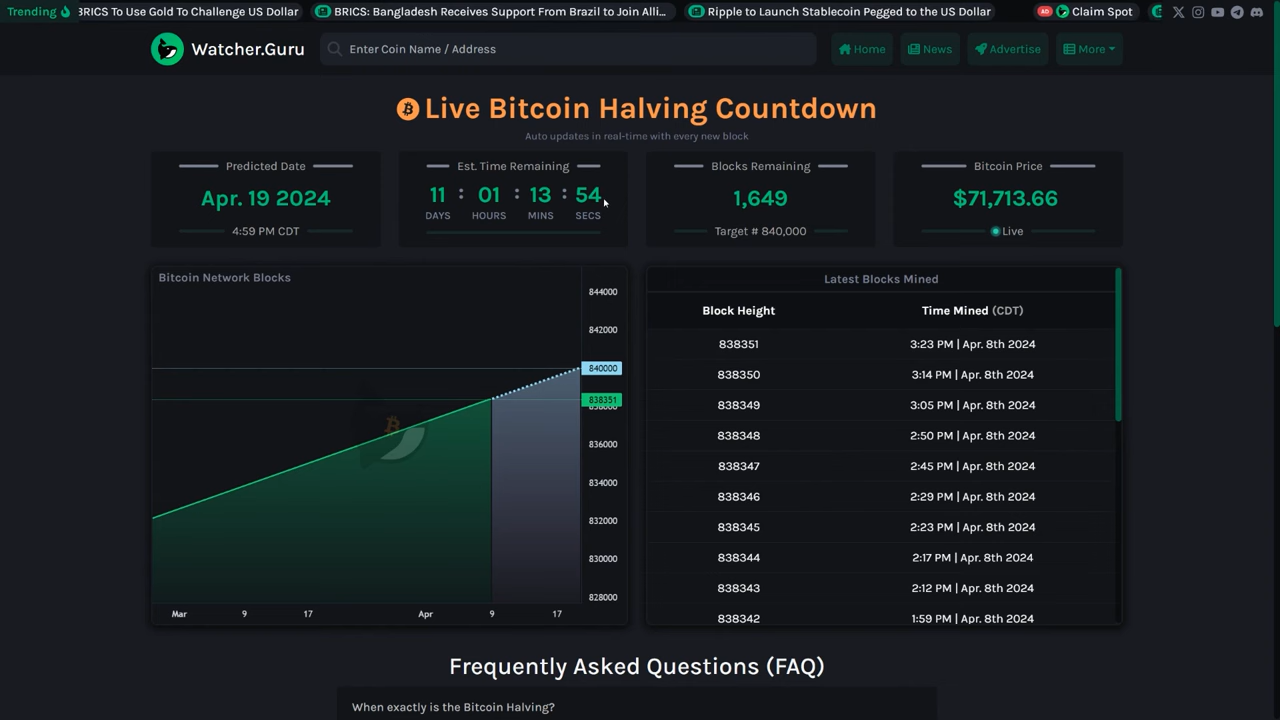 Trending
BRICS To Use Gold To Challenge US Dollar
BRICS: Bangladesh Receives Support From Brazil to Join Alli...
Ripple to Launch Stablecoin Pegged to the US Dollar
AD
Claim Spot
Watcher.Guru
Enter Coin Name / Address
Home
News
Advertise
More
Live Bitcoin Halving Countdown
Auto updates in real-time with every new block
Predicted Date
Apr. 19 2024
4:59 PM CDT
Est. Time Remaining
11 : 01 : 13 : 54
DAYS HOURS MINS SECS
Blocks Remaining
1,649
Target # 840,000
Bitcoin Price
$71,713.66
Live
Bitcoin Network Blocks
844000
842000
840000
838351
838000
836000
834000
832000
830000
828000
Mar 9 17 Apr 9 17
Latest Blocks Mined
Block Height Time Mined (CDT)
838351 3:23 PM | Apr. 8th 2024
838350 3:14 PM | Apr. 8th 2024
838349 3:05 PM | Apr. 8th 2024
838348 2:50 PM | Apr. 8th 2024
838347 2:45 PM | Apr. 8th 2024
838346 2:29 PM | Apr. 8th 2024
838345 2:23 PM | Apr. 8th 2024
838344 2:17 PM | Apr. 8th 2024
838343 2:12 PM | Apr. 8th 2024
838342 1:59 PM | Apr. 8th 2024
Frequently Asked Questions (FAQ)
When exactly is the Bitcoin Halving?